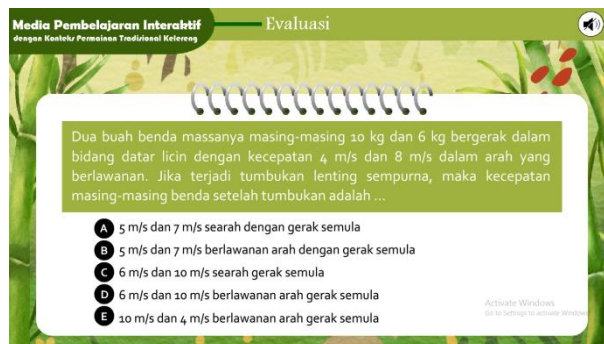 Media Pembelajaran Interaktif
dengan Konteks Permainan Tradisional Kelereng
Evaluasi
Dua buah benda massanya masing-masing 10 kg dan 6 kg bergerak dalam
bidang datar licin dengan kecepatan 4 m/s dan 8 m/s dalam arah yang
berlawanan. Jika terjadi tumbukan lenting sempurna, maka kecepatan
masing-masing benda setelah tumbukan adalah ...
A 5 m/s dan 7 m/s searah dengan gerak semula
B 5 m/s dan 7 m/s berlawanan arah dengan gerak semula
C 6 m/s dan 10 m/s searah gerak semula
D 6 m/s dan 10 m/s berlawanan arah gerak semula
E 10 m/s dan 4 m/s berlawanan arah gerak semula
Activate Windows
Go to Settings to activate Windows